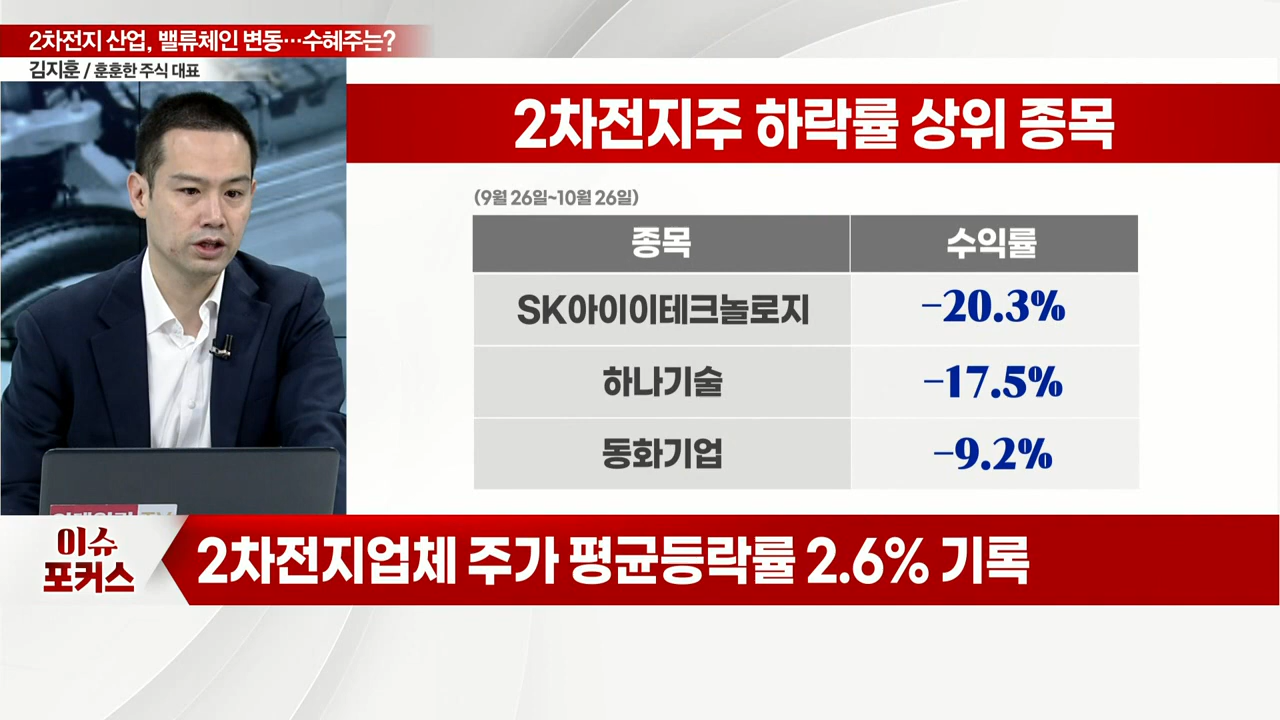 2차전지 산업, 밸류체인 변동…수혜주는?
김지훈 / 훈훈한 주식 대표
2차전지주 하락률 상위 종목
(9월 26일~10월 26일)
종목 수익률
SK아이이테크놀로지 -20.3%
하나기술 -17.5%
동화기업 -9.2%
이슈
포커스
2차전지업체 주가 평균등락률 2.6% 기록